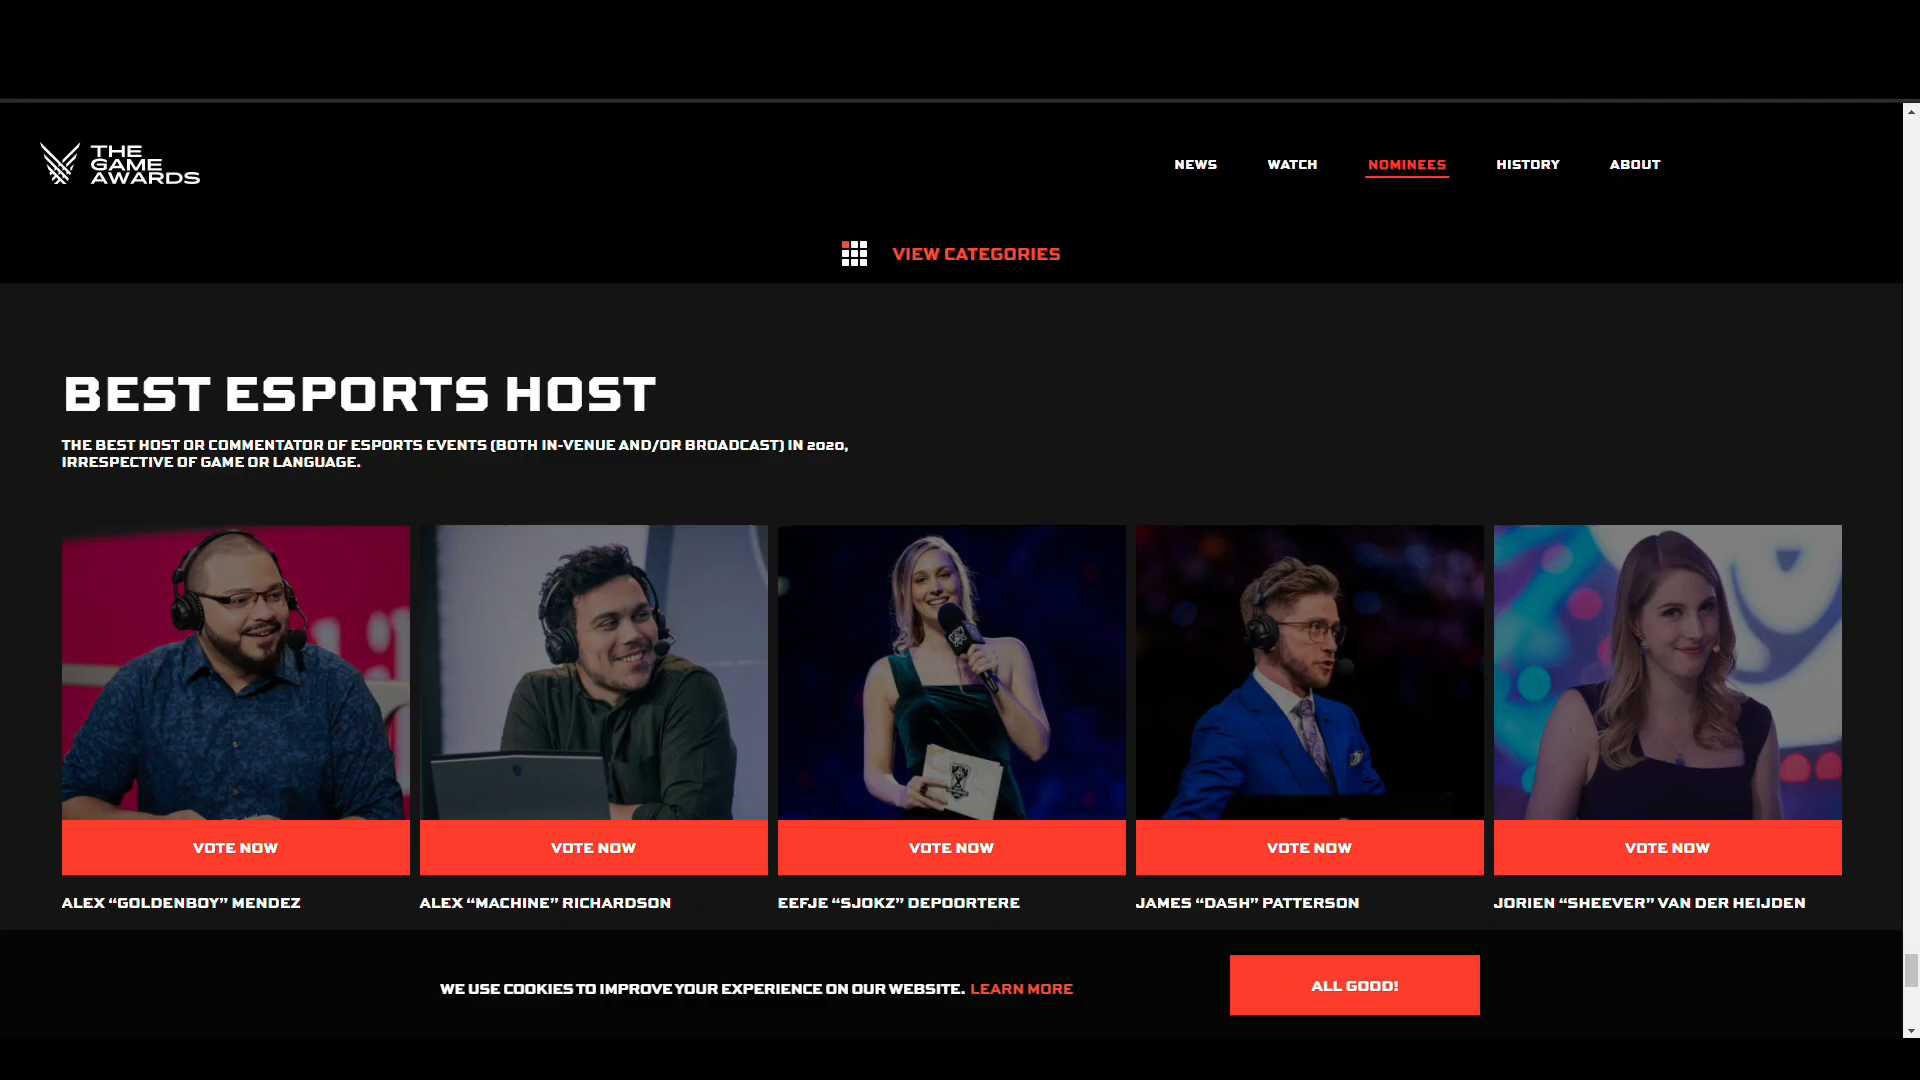 THE
GAME
AWARDS
NEWS
WATCH
NOMINEES
HISTORY
ABOUT
VIEW CATEGORIES
BEST ESPORTS HOST
THE BEST HOST OR COMMENTATOR OF ESPORTS EVENTS (BOTH IN-VENUE AND/OR BROADCAST) IN 2020,
IRRESPECTIVE OF GAME OR LANGUAGE.
VOTE NOW
VOTE NOW
VOTE NOW
VOTE NOW
VOTE NOW
ALEX “GOLDENBOY” MENDEZ
ALEX “MACHINE” RICHARDSON
EEFJE “SJOKZ” DEPOORTERE
JAMES “DASH” PATTERSON
JORIEN “SHEEVER” VAN DER HEIJDEN
WE USE COOKIES TO IMPROVE YOUR EXPERIENCE ON OUR WEBSITE. LEARN MORE
ALL GOOD!